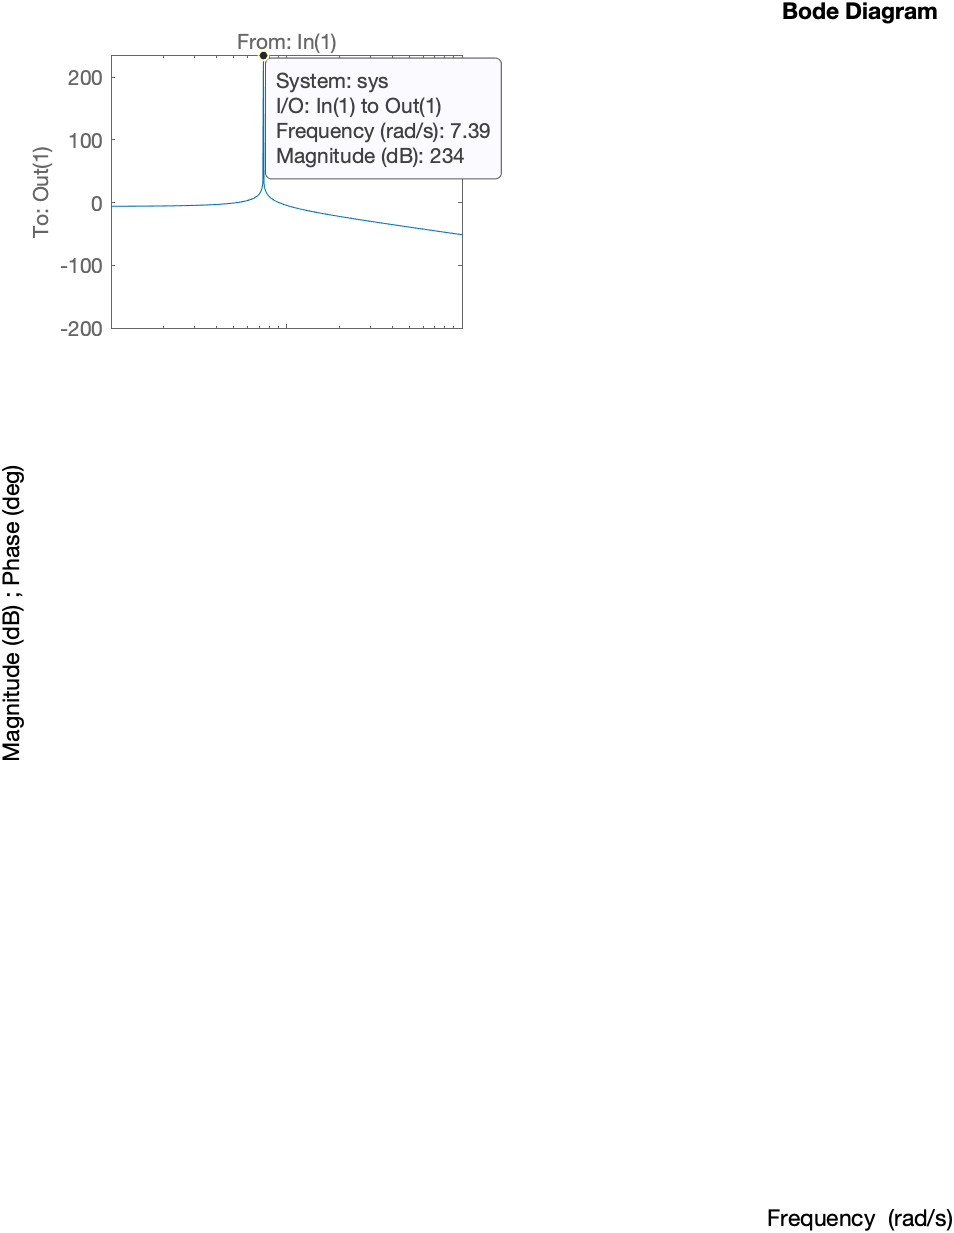 Bode Diagram
From: In(1)
System: sys
I/O: In(1) to Out(1)
Frequency (rad/s): 7.39
Magnitude (dB): 234
200
100
0
-100
-200
To: Out(1)
Magnitude (dB) ; Phase (deg)
Frequency (rad/s)